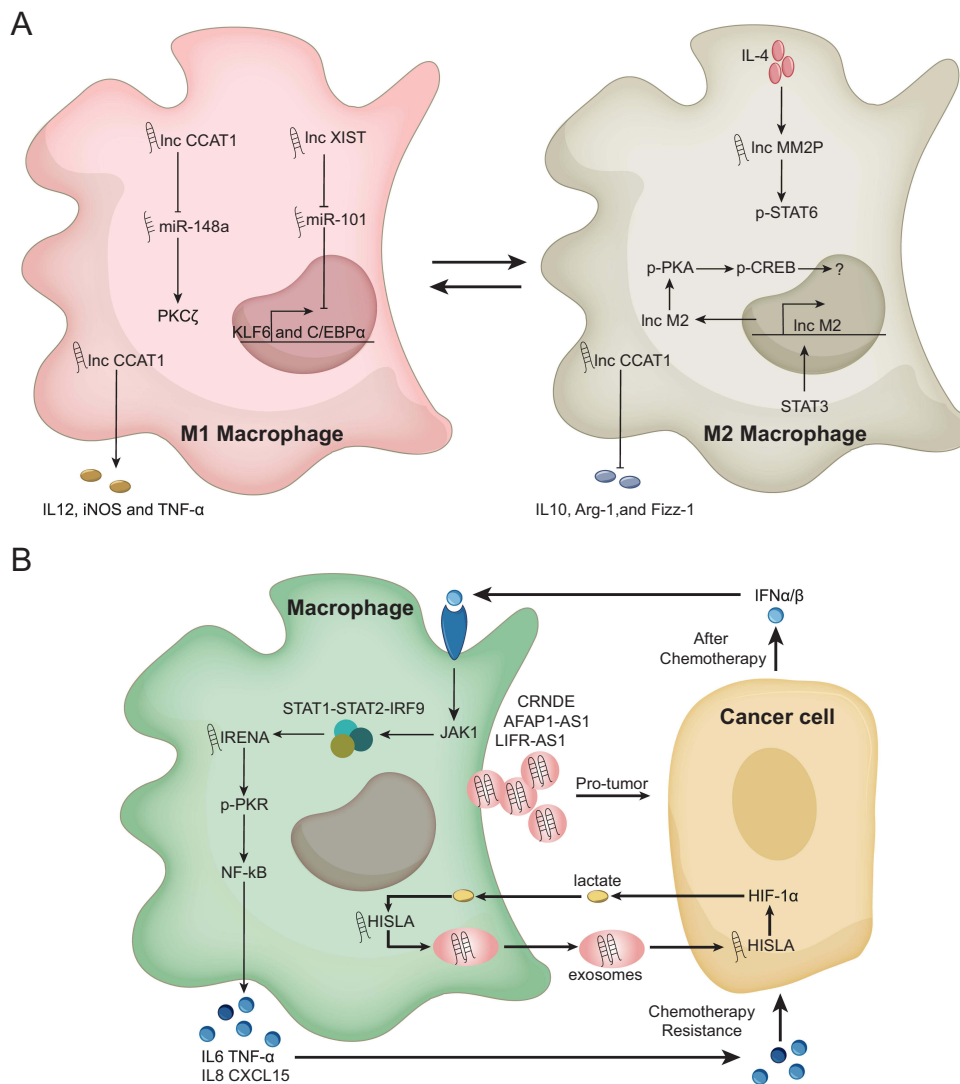 A
lnc CCAT1
miR-148a
PKCζ
lnc XIST
miR-101
KLF6 and C/EBPα
lnc CCAT1
M1 Macrophage
IL12, iNOS and TNF-α
IL-4
lnc MM2P
p-STAT6
p-PKA
p-CREB
?
lnc M2
lnc M2
lnc CCAT1
STAT3
M2 Macrophage
IL10, Arg-1,and Fizz-1
B
Macrophage
IFNα/β
After
Chemotherapy
STAT1-STAT2-IRF9
JAK1
IRENA
p-PKR
NF-kB
CRNDE
AFAP1-AS1
LIFR-AS1
Pro-tumor
Cancer cell
lactate
HIF-1α
HISLA
HISLA
exosomes
Chemotherapy
Resistance
IL6 TNF-α
IL8 CXCL15